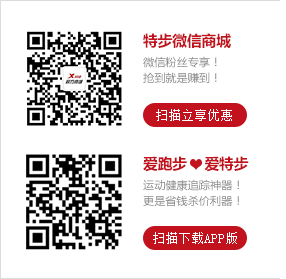 特步微信商城
微信粉丝专享！
抢到就是赚到！
扫描立享优惠
爱跑步❤爱特步
运动健康追踪神器！
更是省钱杀价利器！
扫描下载APP版